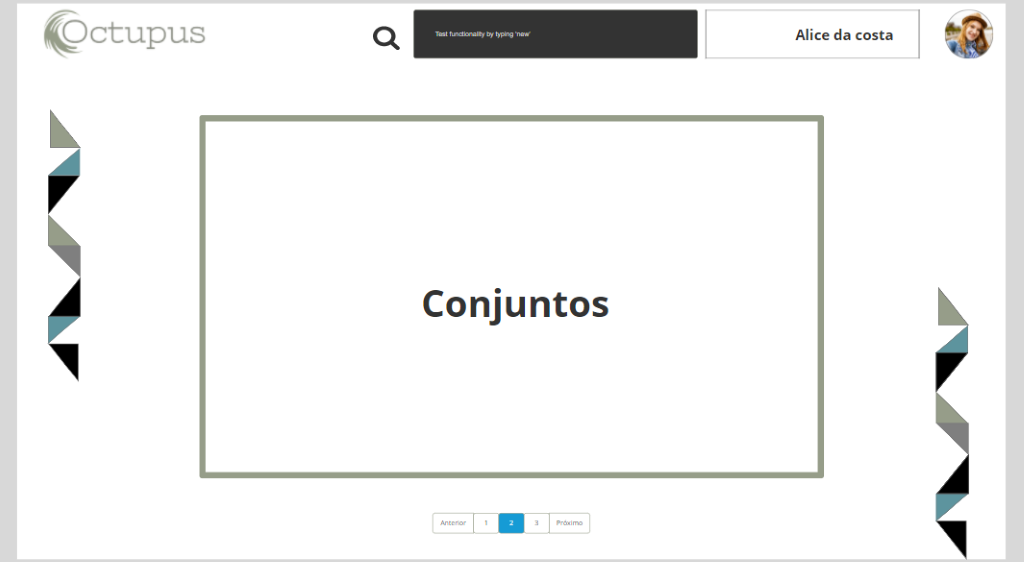 Octupus
Test functionality by typing 'new'
Alice da costa
Conjuntos
Anterior 1 2 3 Próximo